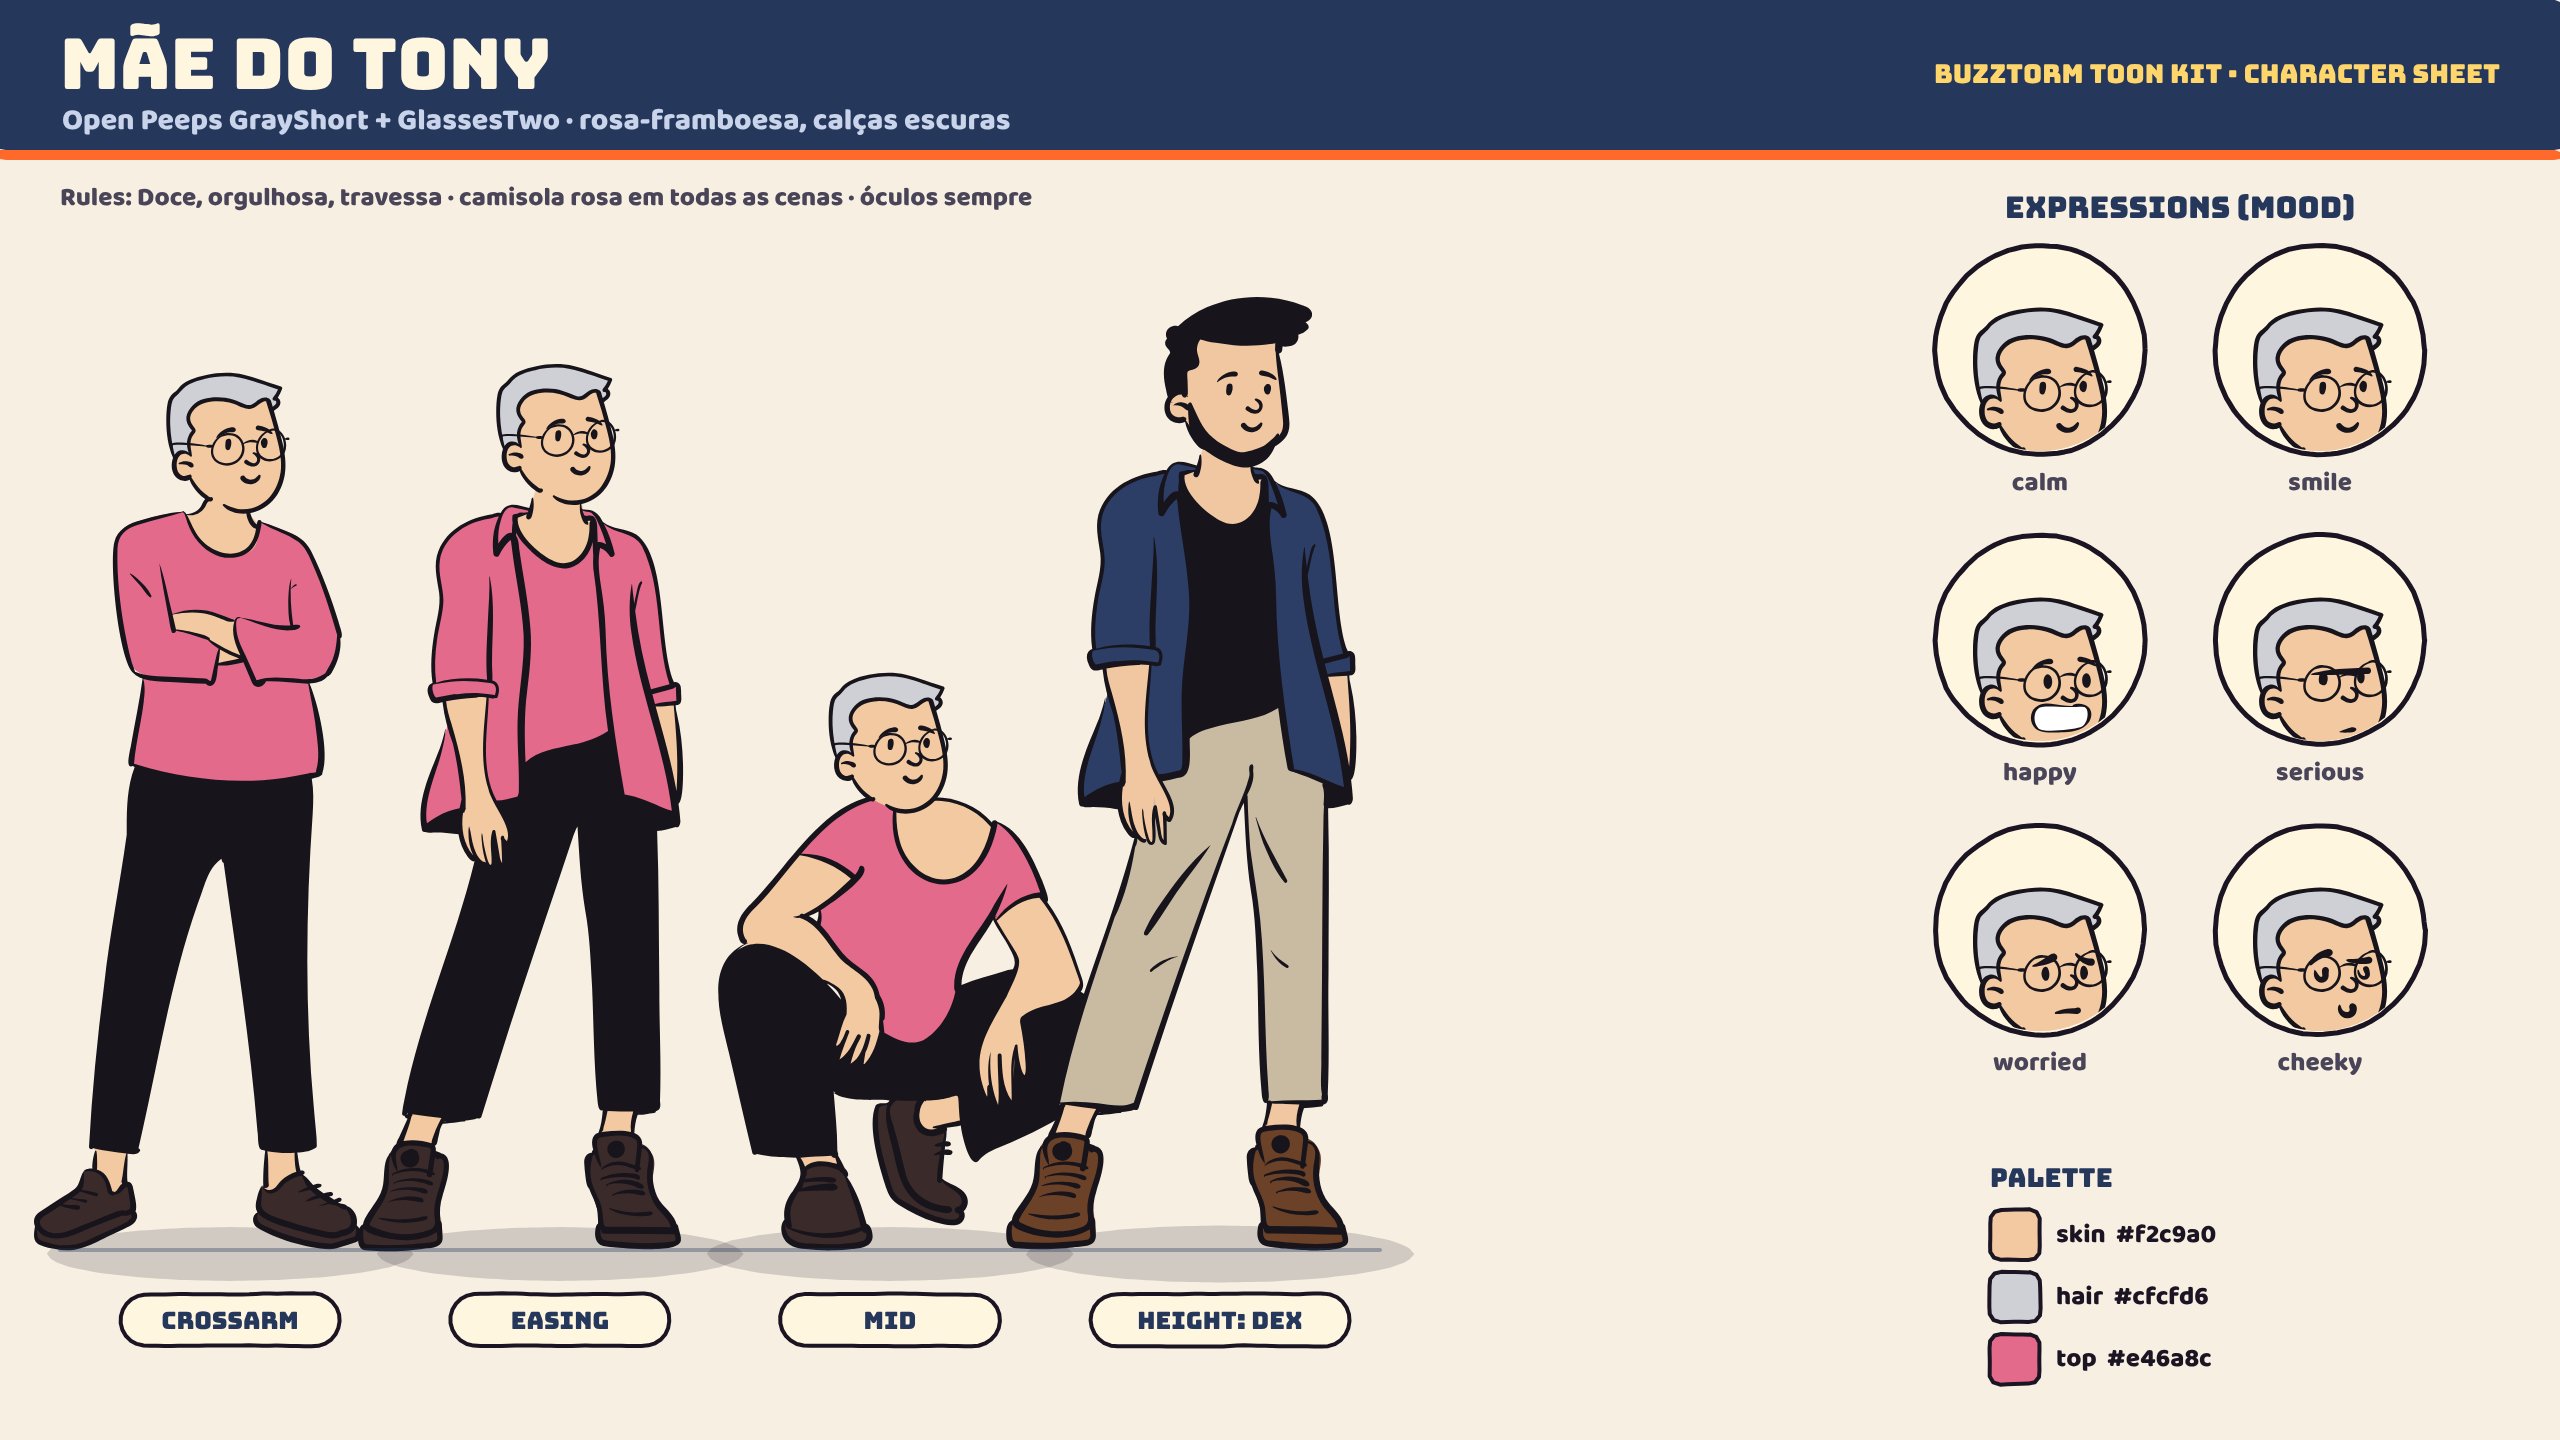 MÃE DO TONY
Open Peeps GrayShort + GlassesTwo · rosa-framboesa, calças escuras
BUZZTORM TOON KIT · CHARACTER SHEET
Rules: Doce, orgulhosa, travessa · camisola rosa em todas as cenas · óculos sempre
EXPRESSIONS (MOOD)
calm
smile
happy
serious
worried
cheeky
PALETTE
skin #f2c9a0
hair #cfcfd6
top #e46a8c
CROSSARM
EASING
MID
HEIGHT: DEX